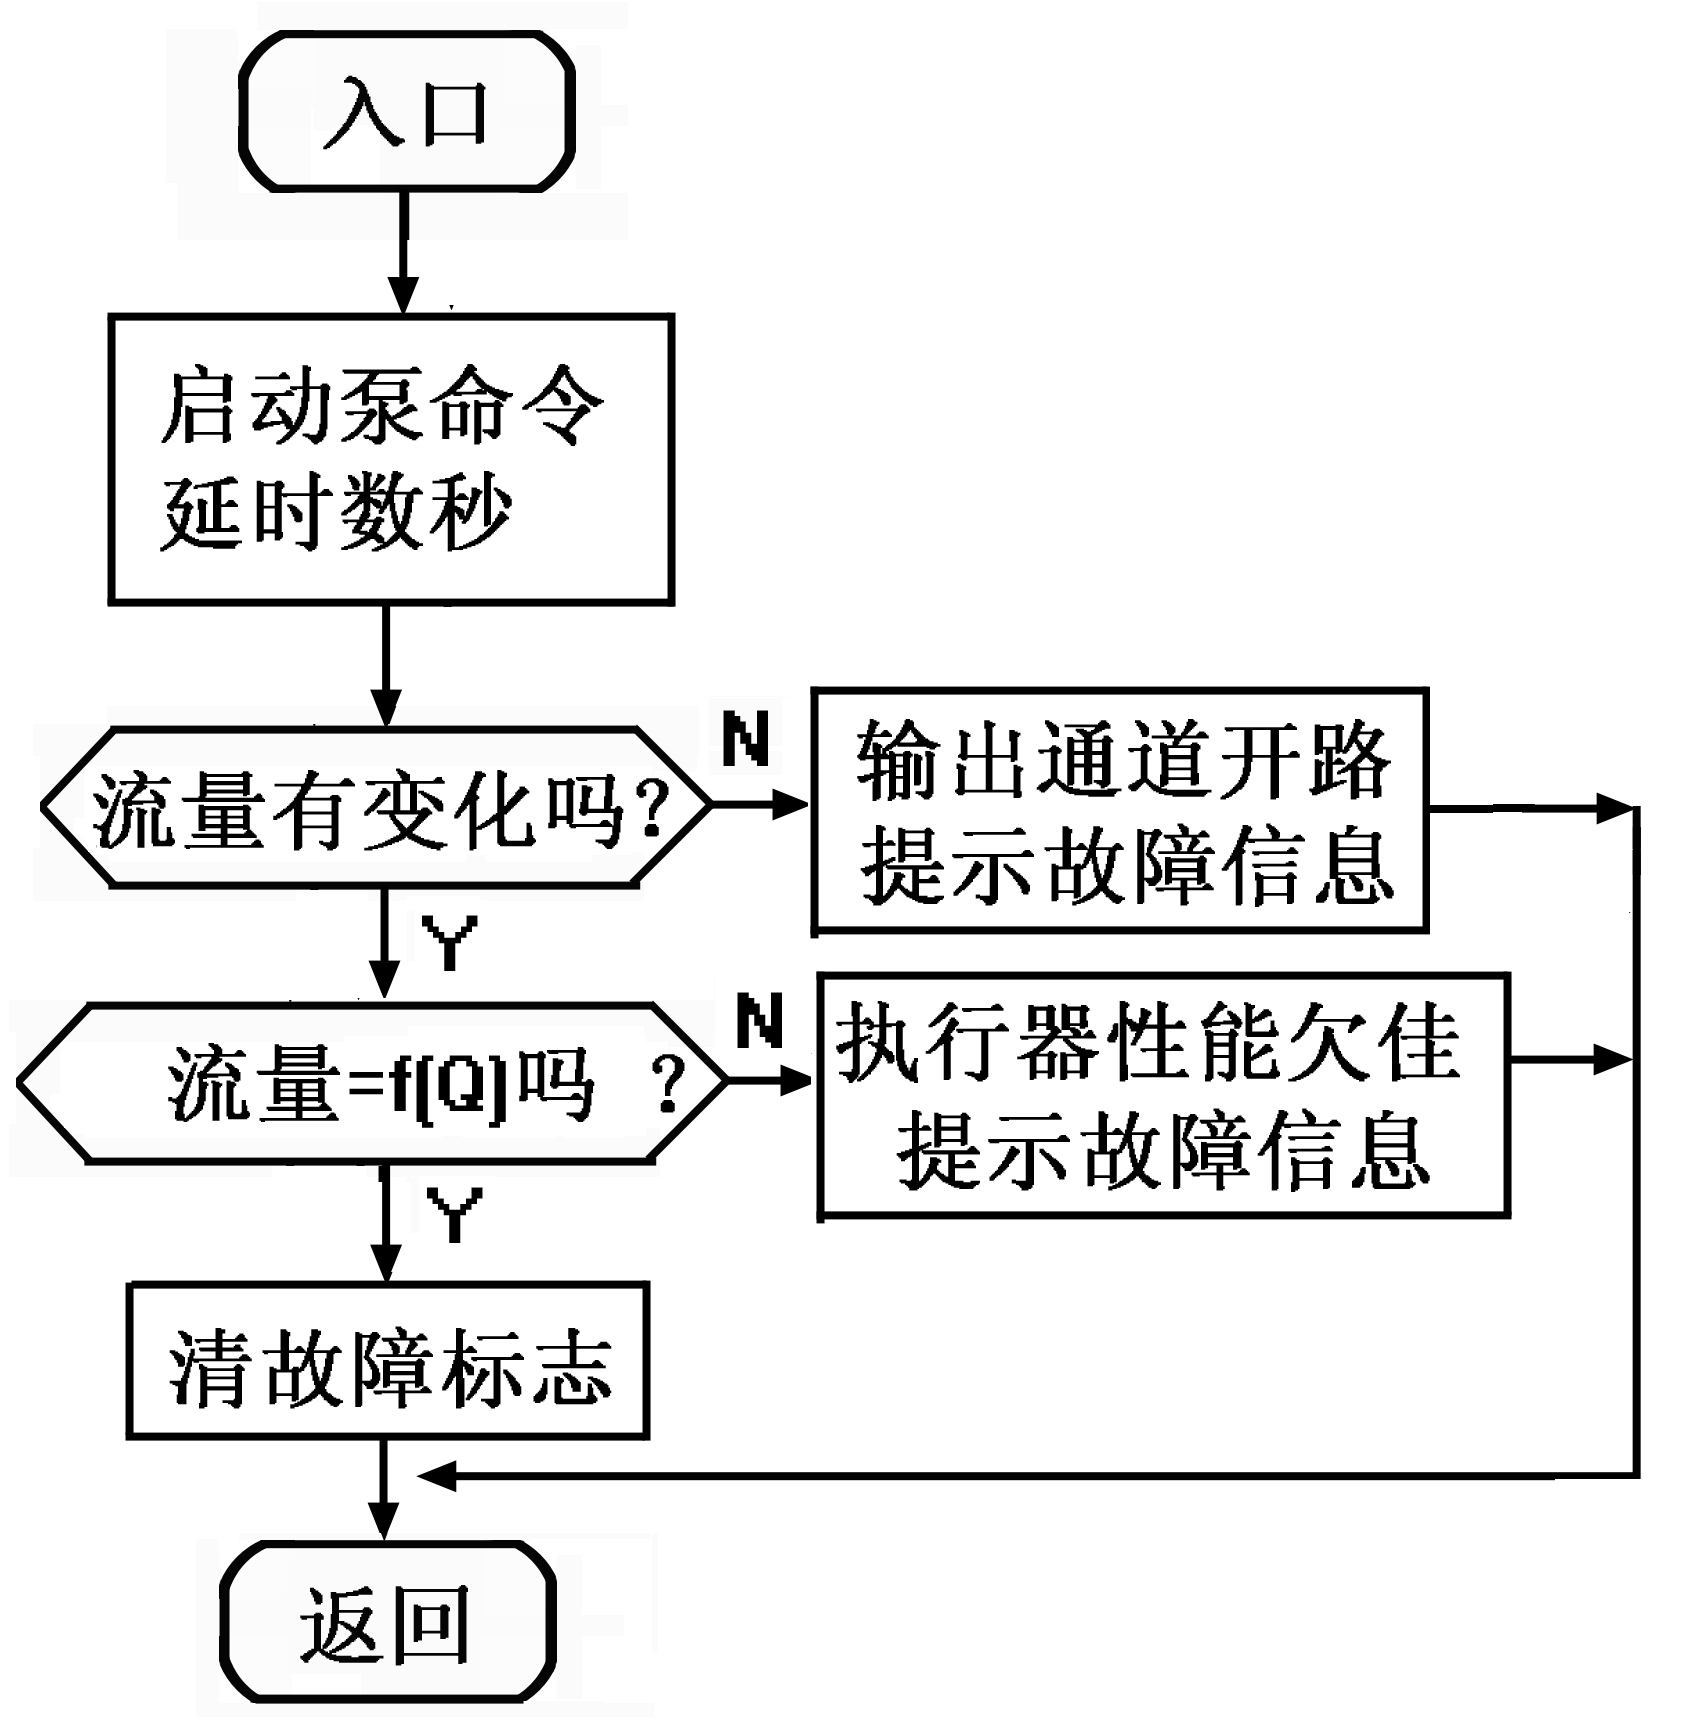 入口
启动泵命令
延时数秒
流量有变化吗?
N
输出通道开路
提示故障信息
Y
流量=f(Q)吗 ?
N
执行器性能欠佳
提示故障信息
Y
清故障标志
返回